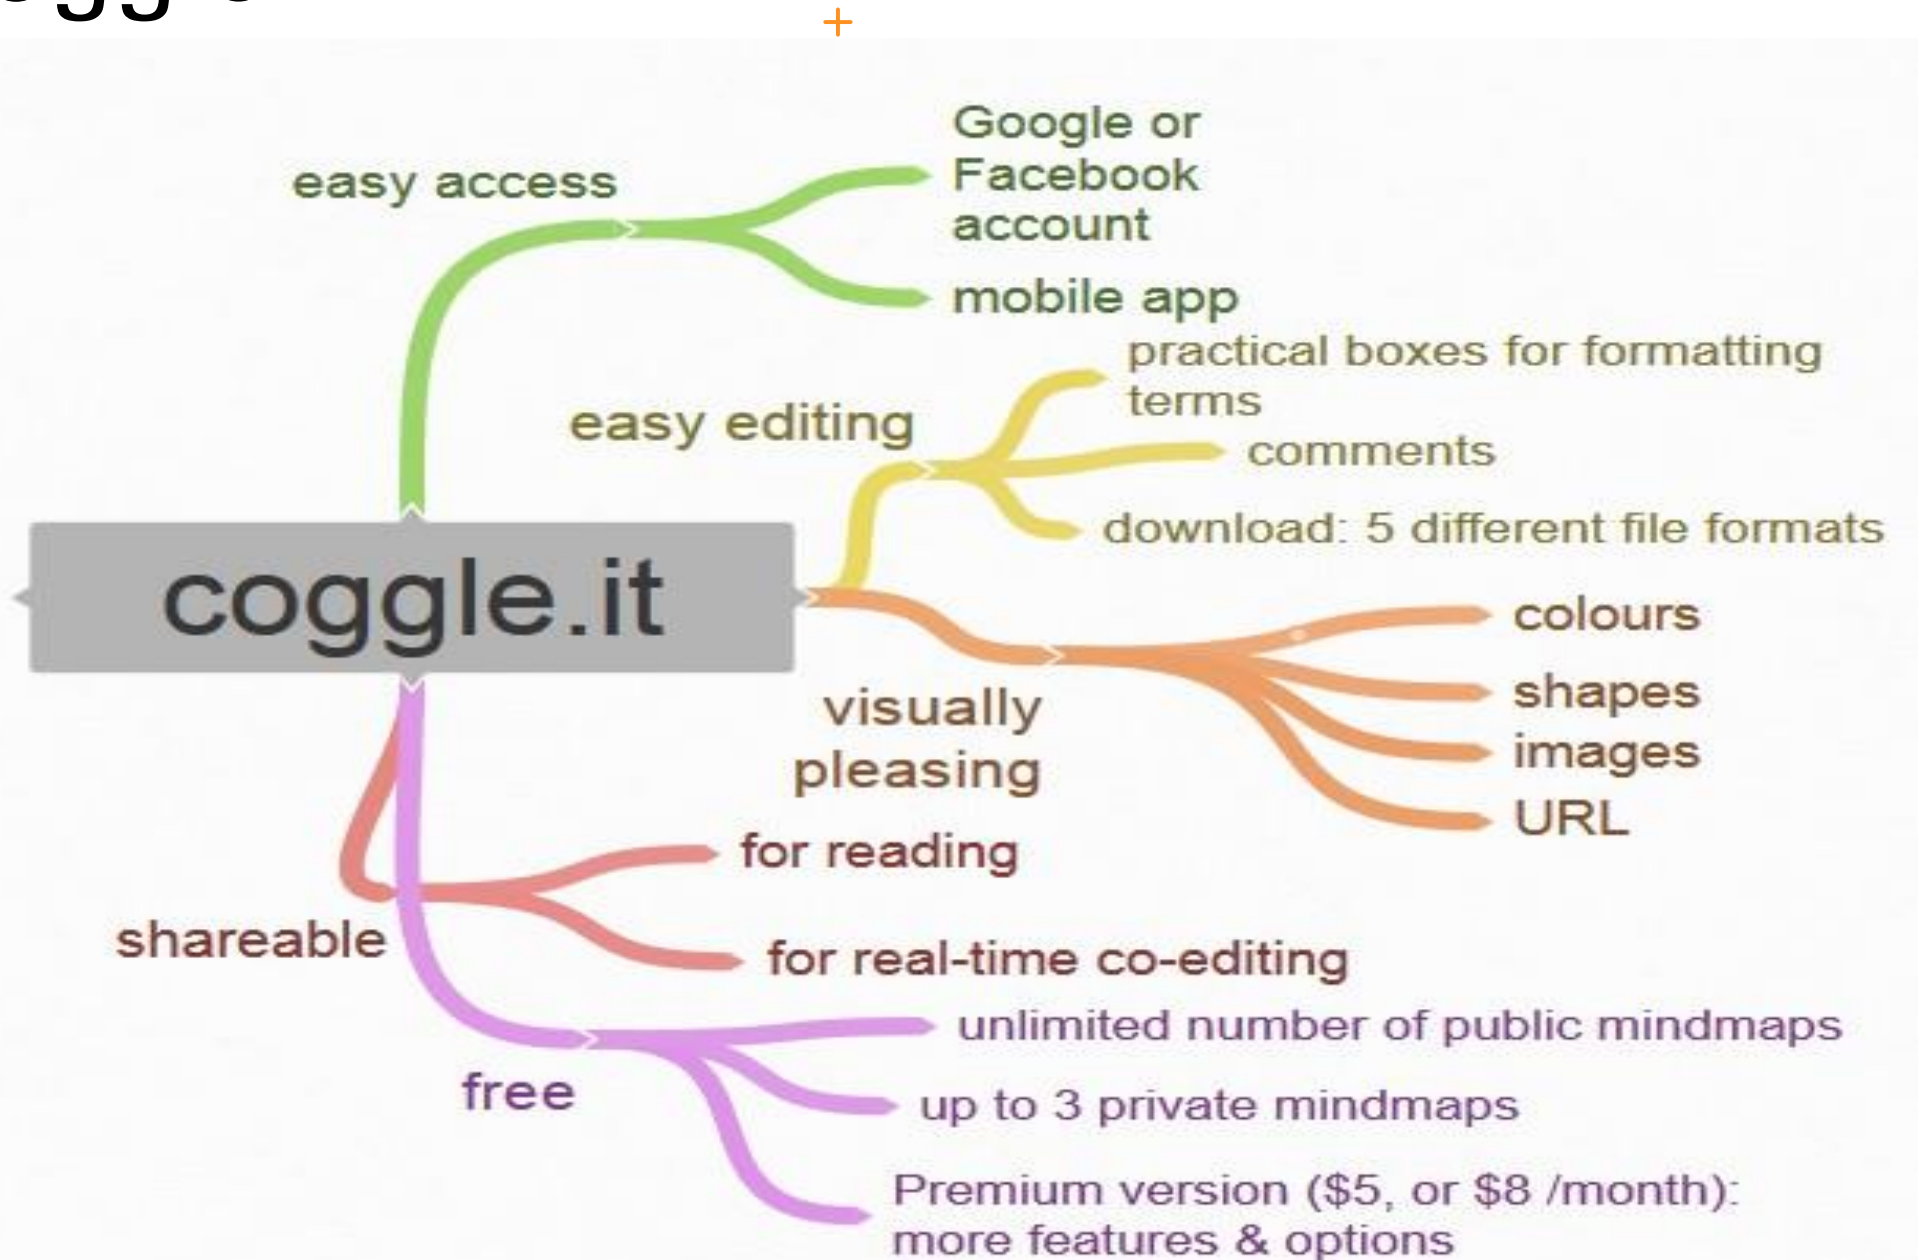 easy access
Google or
Facebook
account
mobile app
easy editing
practical boxes for formatting
terms
comments
download: 5 different file formats
coggle.it
visually
pleasing
colours
shapes
images
URL
shareable
for reading
for real-time co-editing
free
unlimited number of public mindmaps
up to 3 private mindmaps
Premium version ($5, or $8 /month):
more features & options